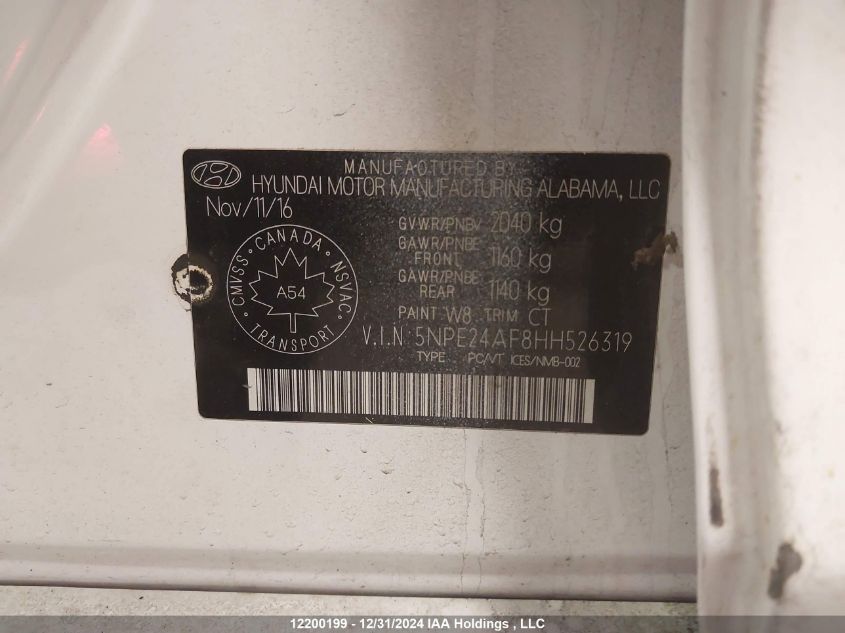 MANUFACTURED BY
HYUNDAI MOTOR MANUFACTURING ALABAMA, LLC
Nov/11/16
GVWR/PNBV 2040 kg
GAWR/PNBE
FRONT 1160 kg
GAWR/PNBE
REAR 1140 kg
PAINT W8 TRIM CT
CANADA
CMVSS NSVAC
A54
TRANSPORT
V.I.N: 5NPE24AF8HH526319
TYPE PC/VT ICES/NMB-002
12200199 - 12/31/2024 IAA Holdings , LLC